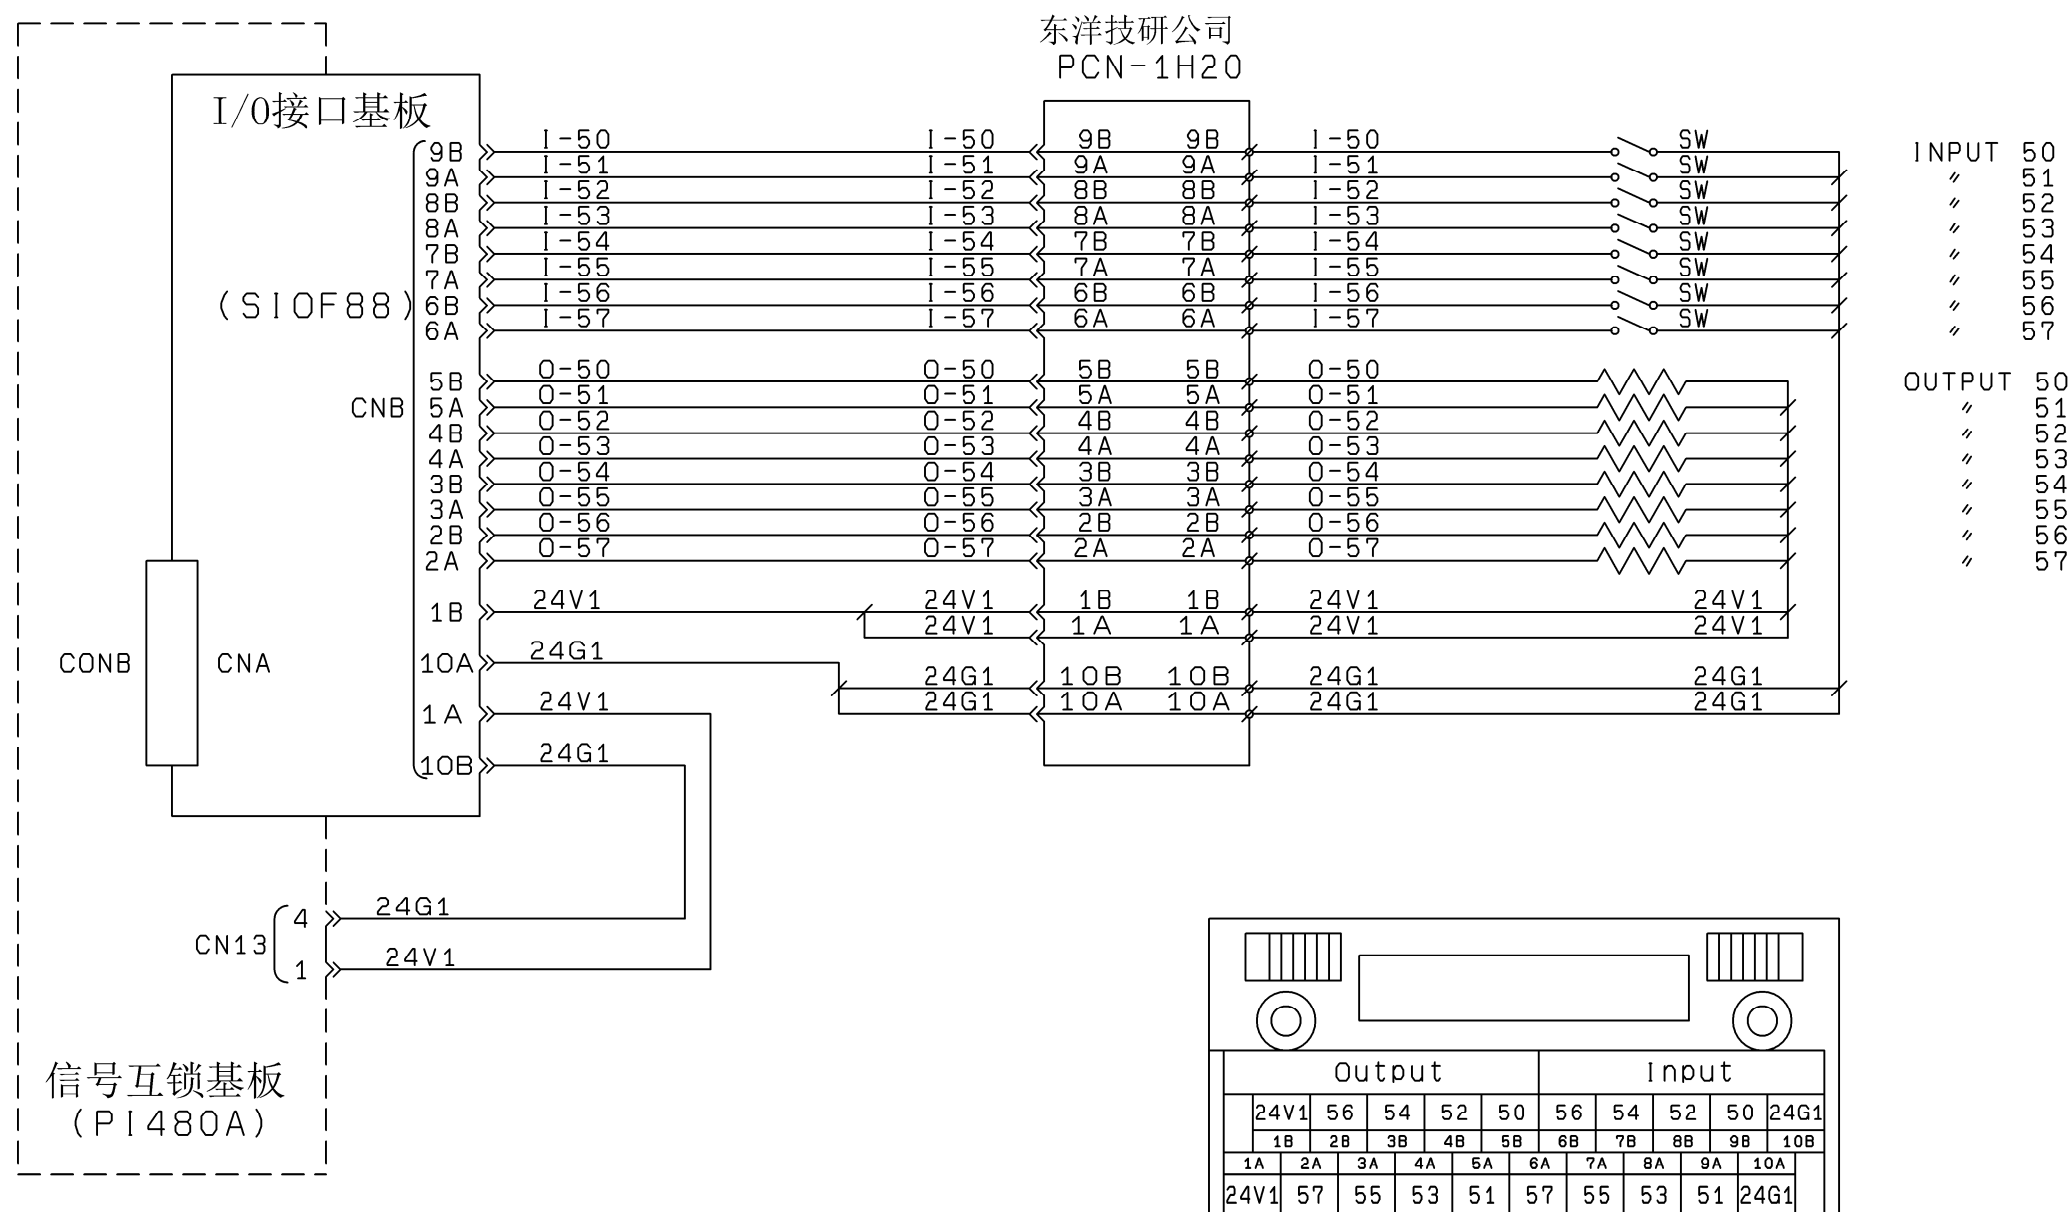 东洋技研公司
PCN-1H20
I/O接口基板
9B I-50 I-50 9B 9B I-50 SW INPUT 50
9A I-51 I-51 9A 9A I-51 SW 〃 51
8B I-52 I-52 8B 8B I-52 SW 〃 52
8A I-53 I-53 8A 8A I-53 SW 〃 53
7B I-54 I-54 7B 7B I-54 SW 〃 54
7A I-55 I-55 7A 7A I-55 SW 〃 55
(SIOF88) 6B I-56 I-56 6B 6B I-56 SW 〃 56
6A I-57 I-57 6A 6A I-57 SW 〃 57
5B O-50 O-50 5B 5B O-50 OUTPUT 50
CNB 5A O-51 O-51 5A 5A O-51 〃 51
4B O-52 O-52 4B 4B O-52 〃 52
4A O-53 O-53 4A 4A O-53 〃 53
3B O-54 O-54 3B 3B O-54 〃 54
3A O-55 O-55 3A 3A O-55 〃 55
2B O-56 O-56 2B 2B O-56 〃 56
2A O-57 O-57 2A 2A O-57 〃 57
1B 24V1 24V1 1B 1B 24V1 24V1
24V1 1A 1A 24V1 24V1
CONB CNA 10A 24G1
24G1 10B 10B 24G1 24G1
1A 24V1 24G1 10A 10A 24G1 24G1
10B 24G1
4 24G1
CN13
1 24V1
信号互锁基板
(PI480A)
Output Input
24V1 56 54 52 50 56 54 52 50 24G1
1B 2B 3B 4B 5B 6B 7B 8B 9B 10B
1A 2A 3A 4A 5A 6A 7A 8A 9A 10A
24V1 57 55 53 51 57 55 53 51 24G1